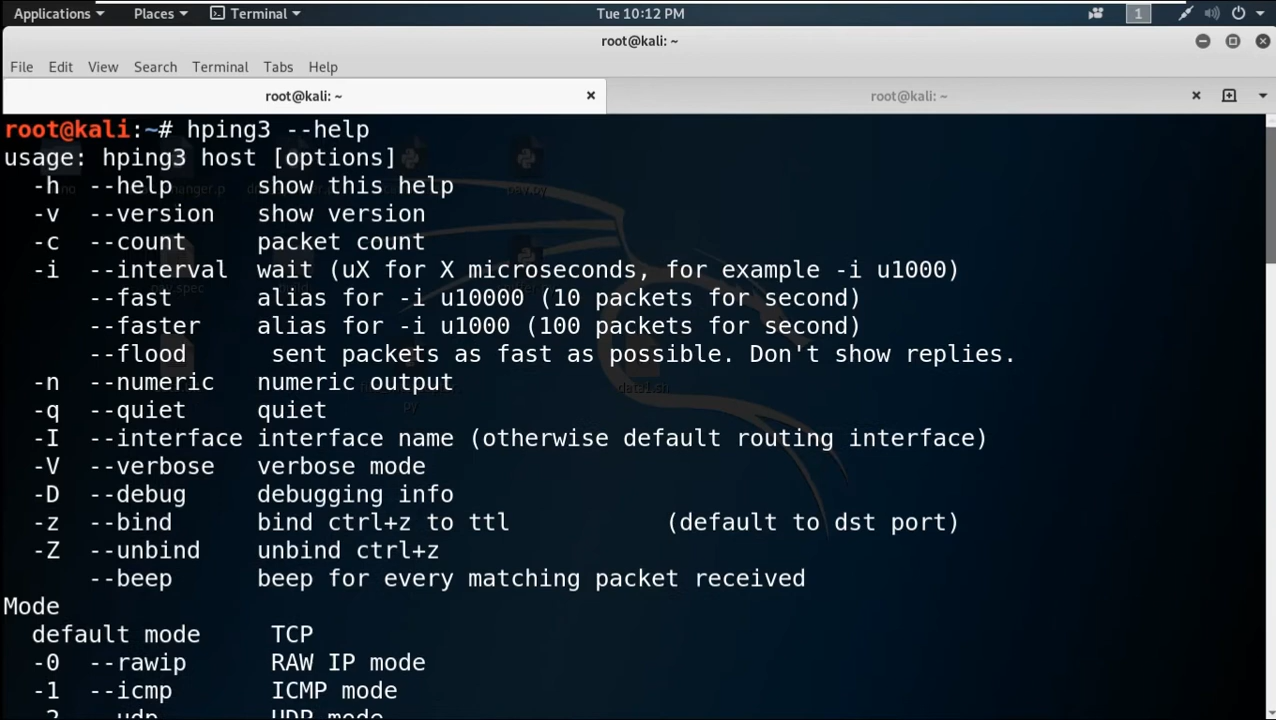 Applications Places Terminal Tue 10:12 PM 1
root@kali: ~
File Edit View Search Terminal Tabs Help
root@kali: ~ root@kali: ~
root@kali:~# hping3 --help
usage: hping3 host [options]
-h --help show this help
-v --version show version
-c --count packet count
-i --interval wait (uX for X microseconds, for example -i u1000)
--fast alias for -i u10000 (10 packets for second)
--faster alias for -i u1000 (100 packets for second)
--flood sent packets as fast as possible. Don't show replies.
-n --numeric numeric output
-q --quiet quiet
-I --interface interface name (otherwise default routing interface)
-V --verbose verbose mode
-D --debug debugging info
-z --bind bind ctrl+z to ttl (default to dst port)
-Z --unbind unbind ctrl+z
--beep beep for every matching packet received
Mode
default mode TCP
-0 --rawip RAW IP mode
-1 --icmp ICMP mode
-2 --udp UDP mode